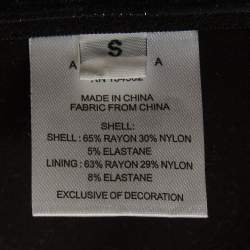 S
A A
MADE IN CHINA
FABRIC FROM CHINA
SHELL:
SHELL : 65% RAYON 30% NYLON
5% ELASTANE
LINING : 63% RAYON 29% NYLON
8% ELASTANE
EXCLUSIVE OF DECORATION